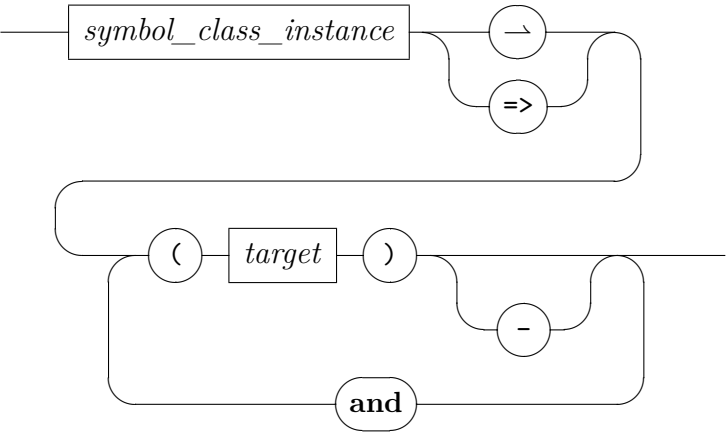 symbol_class_instance ⇀
=>
( target )
-
and